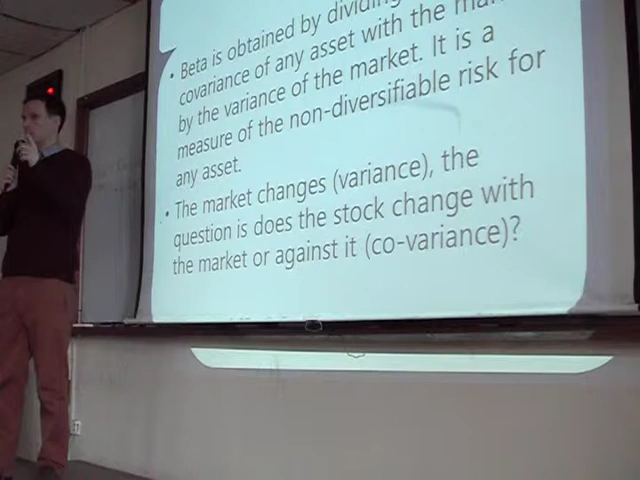 • Beta is obtained by dividing
covariance of any asset with the
by the variance of the market. It is a
measure of the non-diversifiable risk for
any asset.
• The market changes (variance), the
question is does the stock change with
the market or against it (co-variance)?